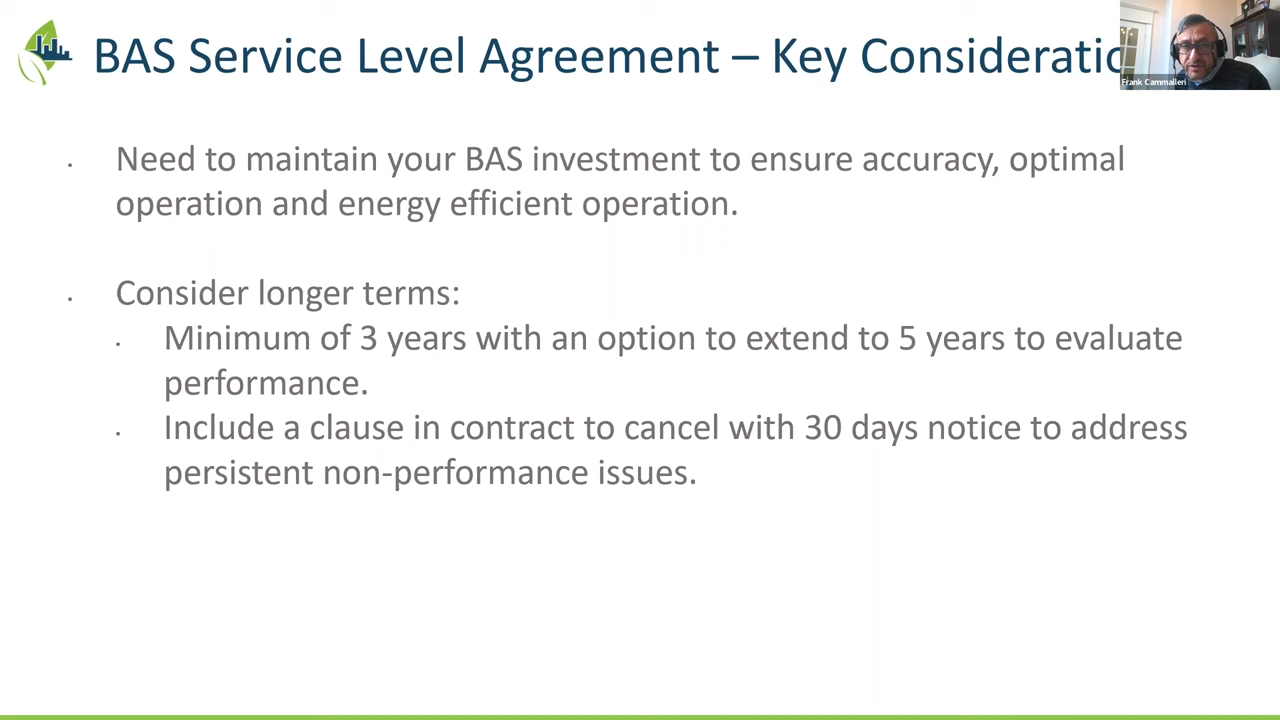 BAS Service Level Agreement – Key Consideratio
Frank Cammalleri
· Need to maintain your BAS investment to ensure accuracy, optimal
operation and energy efficient operation.
· Consider longer terms:
· Minimum of 3 years with an option to extend to 5 years to evaluate
performance.
· Include a clause in contract to cancel with 30 days notice to address
persistent non-performance issues.